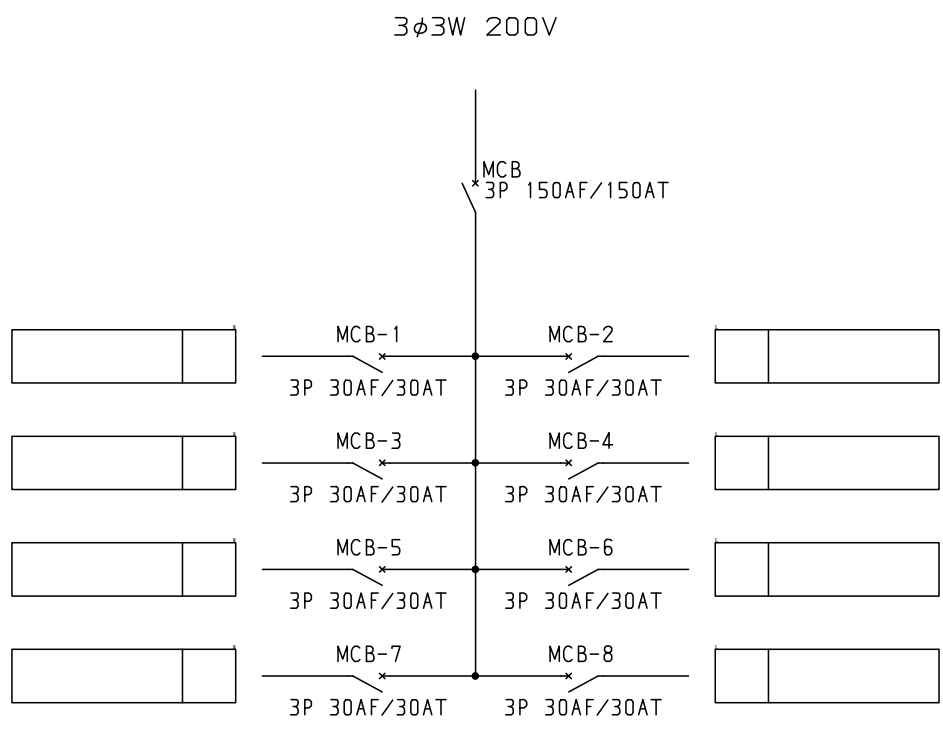 3φ3W 200V
MCB
3P 150AF/150AT
MCB-1
MCB-2
3P 30AF/30AT
3P 30AF/30AT
MCB-3
MCB-4
3P 30AF/30AT
3P 30AF/30AT
MCB-5
MCB-6
3P 30AF/30AT
3P 30AF/30AT
MCB-7
MCB-8
3P 30AF/30AT
3P 30AF/30AT